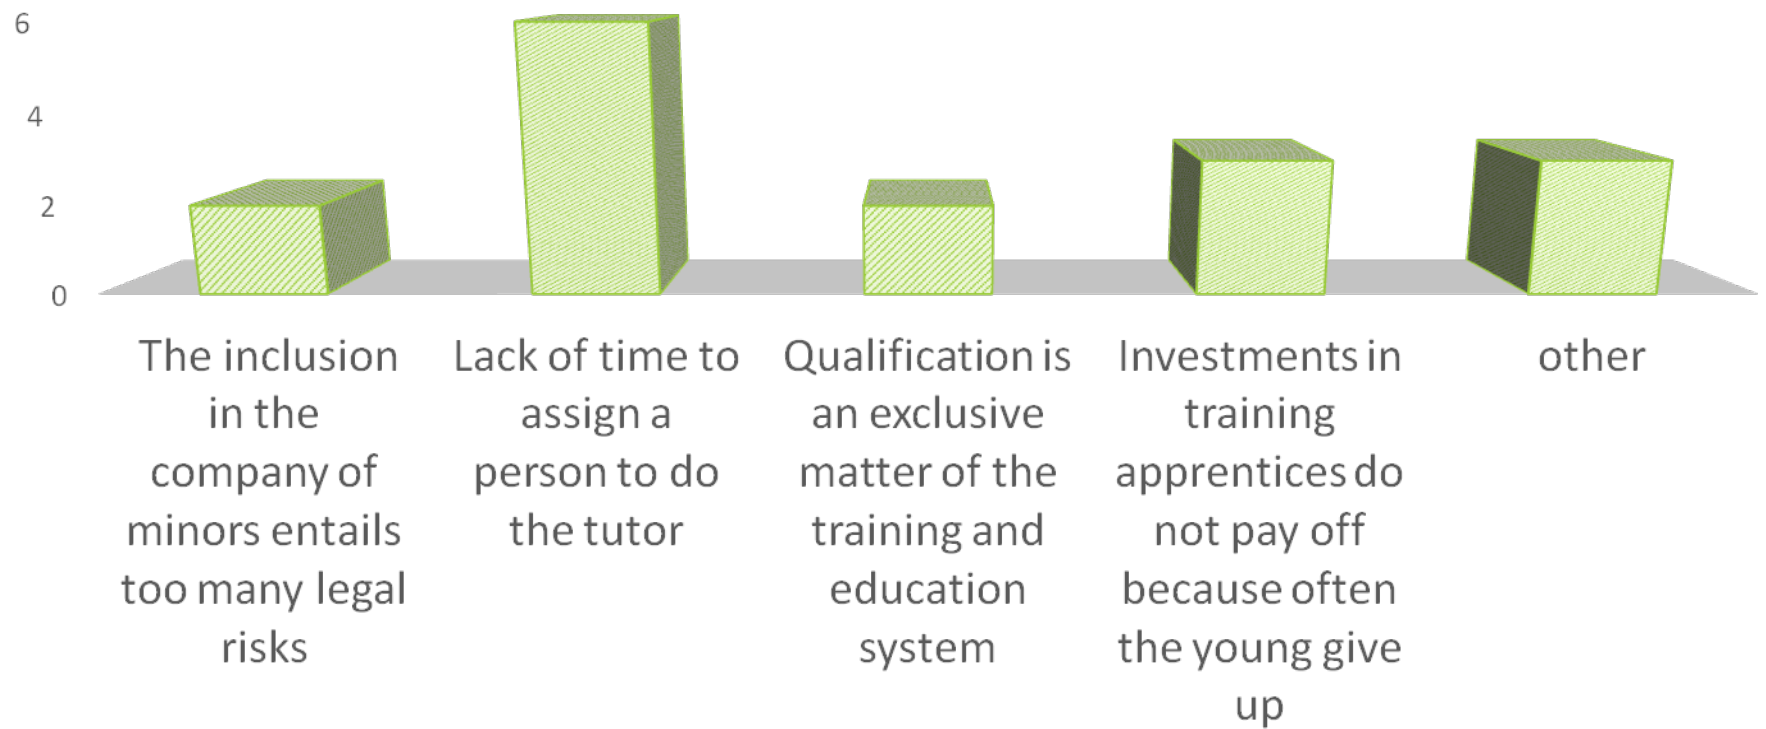 6
4
2
0
The inclusion
in the
company of
minors entails
too many legal
risks
Lack of time to
assign a
person to do
the tutor
Qualification is
an exclusive
matter of the
training and
education
system
Investments in
training
apprentices do
not pay off
because often
the young give
up
other